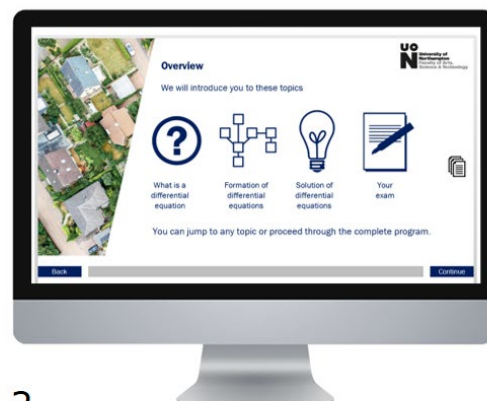 UO
N
University of
Northampton
Faculty of Arts,
Science & Technology
Overview
We will introduce you to these topics
?
What is a
differential
equation
Formation of
differential
equations
Solution of
differential
equations
Your
exam
You can jump to any topic or proceed through the complete program.
Back
Continue